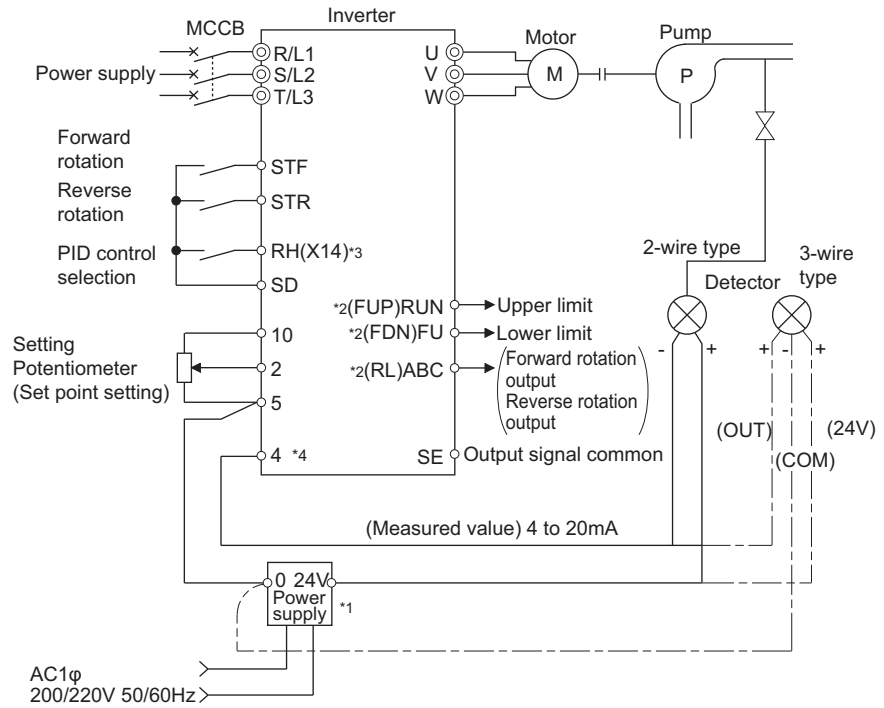 Inverter
MCCB
Motor
Pump
R/L1
S/L2
T/L3
Power supply
U
V
W
M
P
Forward
rotation
STF
Reverse
rotation
STR
PID control
selection
RH(X14)*3
SD
2-wire type
3-wire
type
Detector
*2(FUP)RUN
Upper limit
*2(FDN)FU
Lower limit
*2(RL)ABC
Forward rotation
output
Reverse rotation
output
- +
+ - +
Setting
Potentiometer
(Set point setting)
10
2
5
4 *4
SE
Output signal common
(OUT)
(24V)
(COM)
(Measured value) 4 to 20mA
0 24V
Power
supply
*1
AC1φ
200/220V 50/60Hz